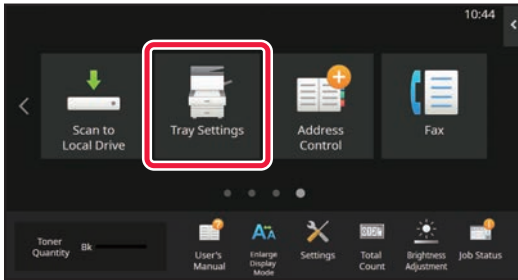 10:44
Scan to
Local Drive
Tray Settings
Address
Control
Fax
Toner
Quantity
Bk
User's
Manual
Enlarge
Display
Mode
Settings
Total
Count
Brightness
Adjustment
Job Status